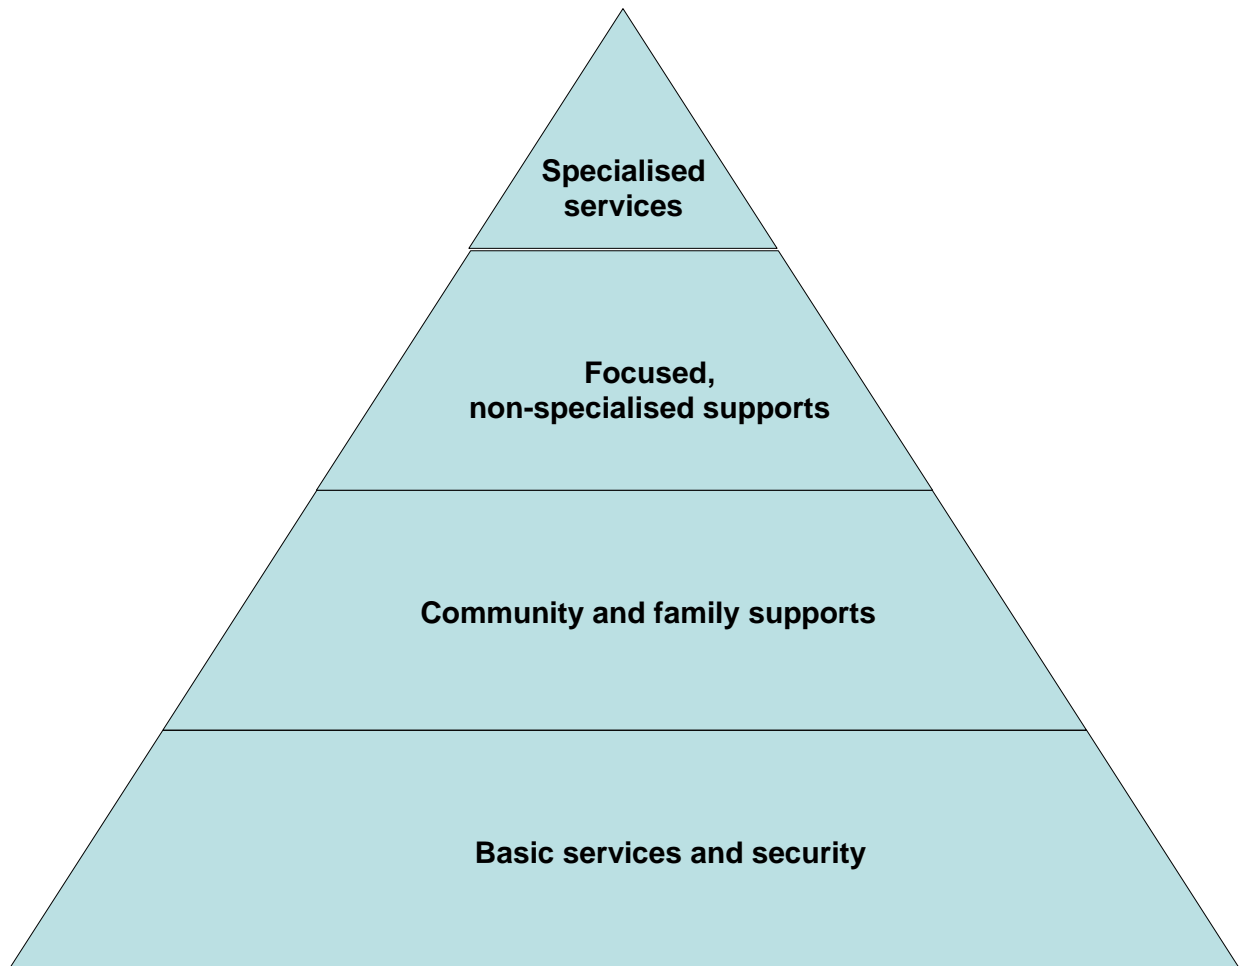 Specialised
services
Focused,
non-specialised supports
Community and family supports
Basic services and security